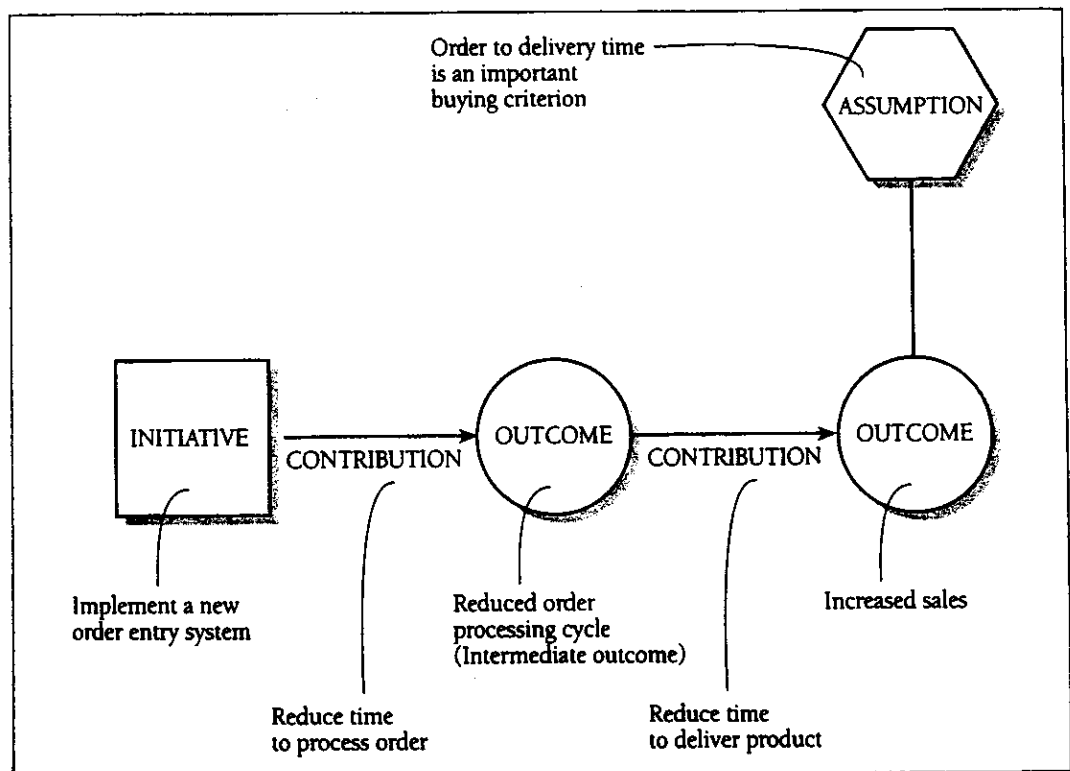 Order to delivery time
is an important
buying criterion
ASSUMPTION
INITIATIVE
CONTRIBUTION
OUTCOME
CONTRIBUTION
OUTCOME
Implement a new
order entry system
Reduced order
processing cycle
(Intermediate outcome)
Increased sales
Reduce time
to process order
Reduce time
to deliver product